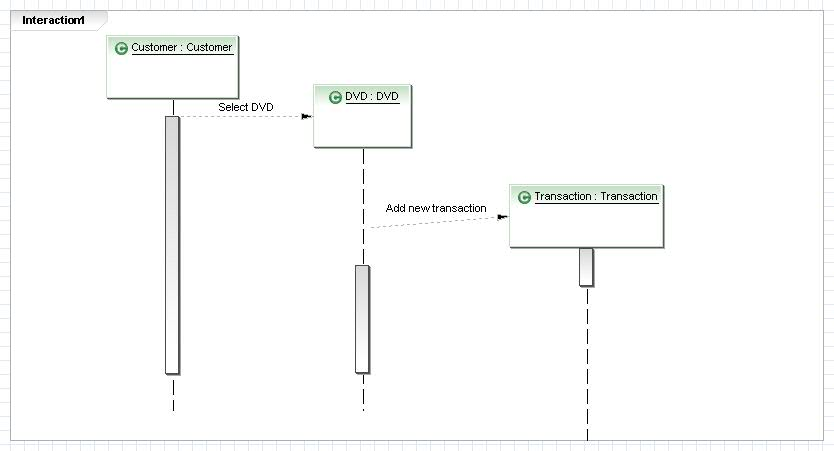 Interaction1
C Customer : Customer
Select DVD
C DVD : DVD
Add new transaction
C Transaction : Transaction